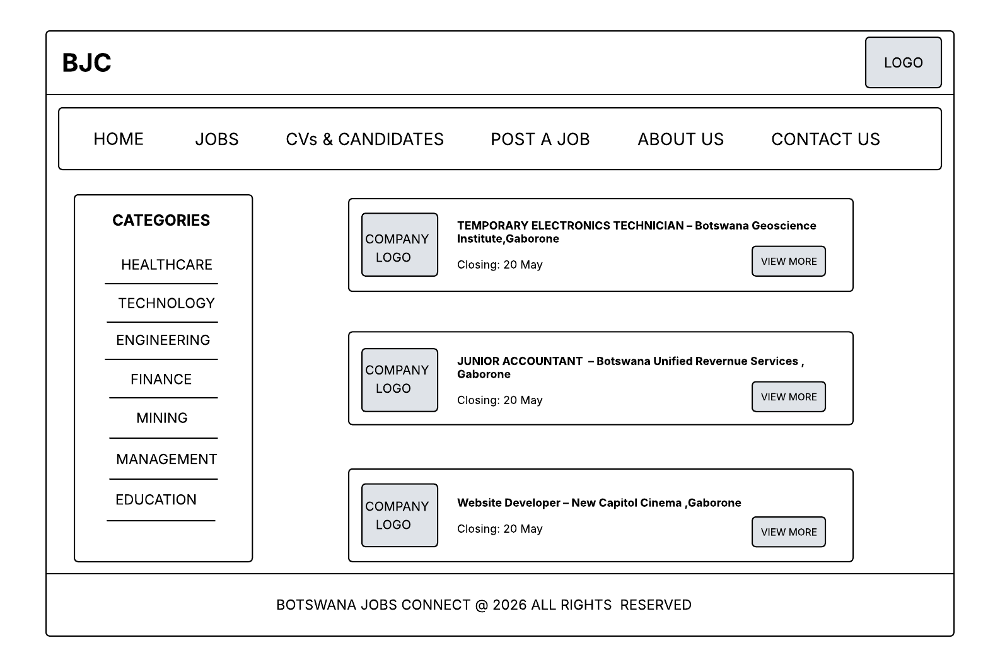 BJC
LOGO
HOME
JOBS
CVs & CANDIDATES
POST A JOB
ABOUT US
CONTACT US
CATEGORIES
HEALTHCARE
TECHNOLOGY
ENGINEERING
FINANCE
MINING
MANAGEMENT
EDUCATION
COMPANY
LOGO
TEMPORARY ELECTRONICS TECHNICIAN – Botswana Geoscience
Institute,Gaborone
Closing: 20 May
VIEW MORE
COMPANY
LOGO
JUNIOR ACCOUNTANT  – Botswana Unified Revernue Services ,
Gaborone
Closing: 20 May
VIEW MORE
COMPANY
LOGO
Website Developer – New Capitol Cinema ,Gaborone
Closing: 20 May
VIEW MORE
BOTSWANA JOBS CONNECT @ 2026 ALL RIGHTS  RESERVED